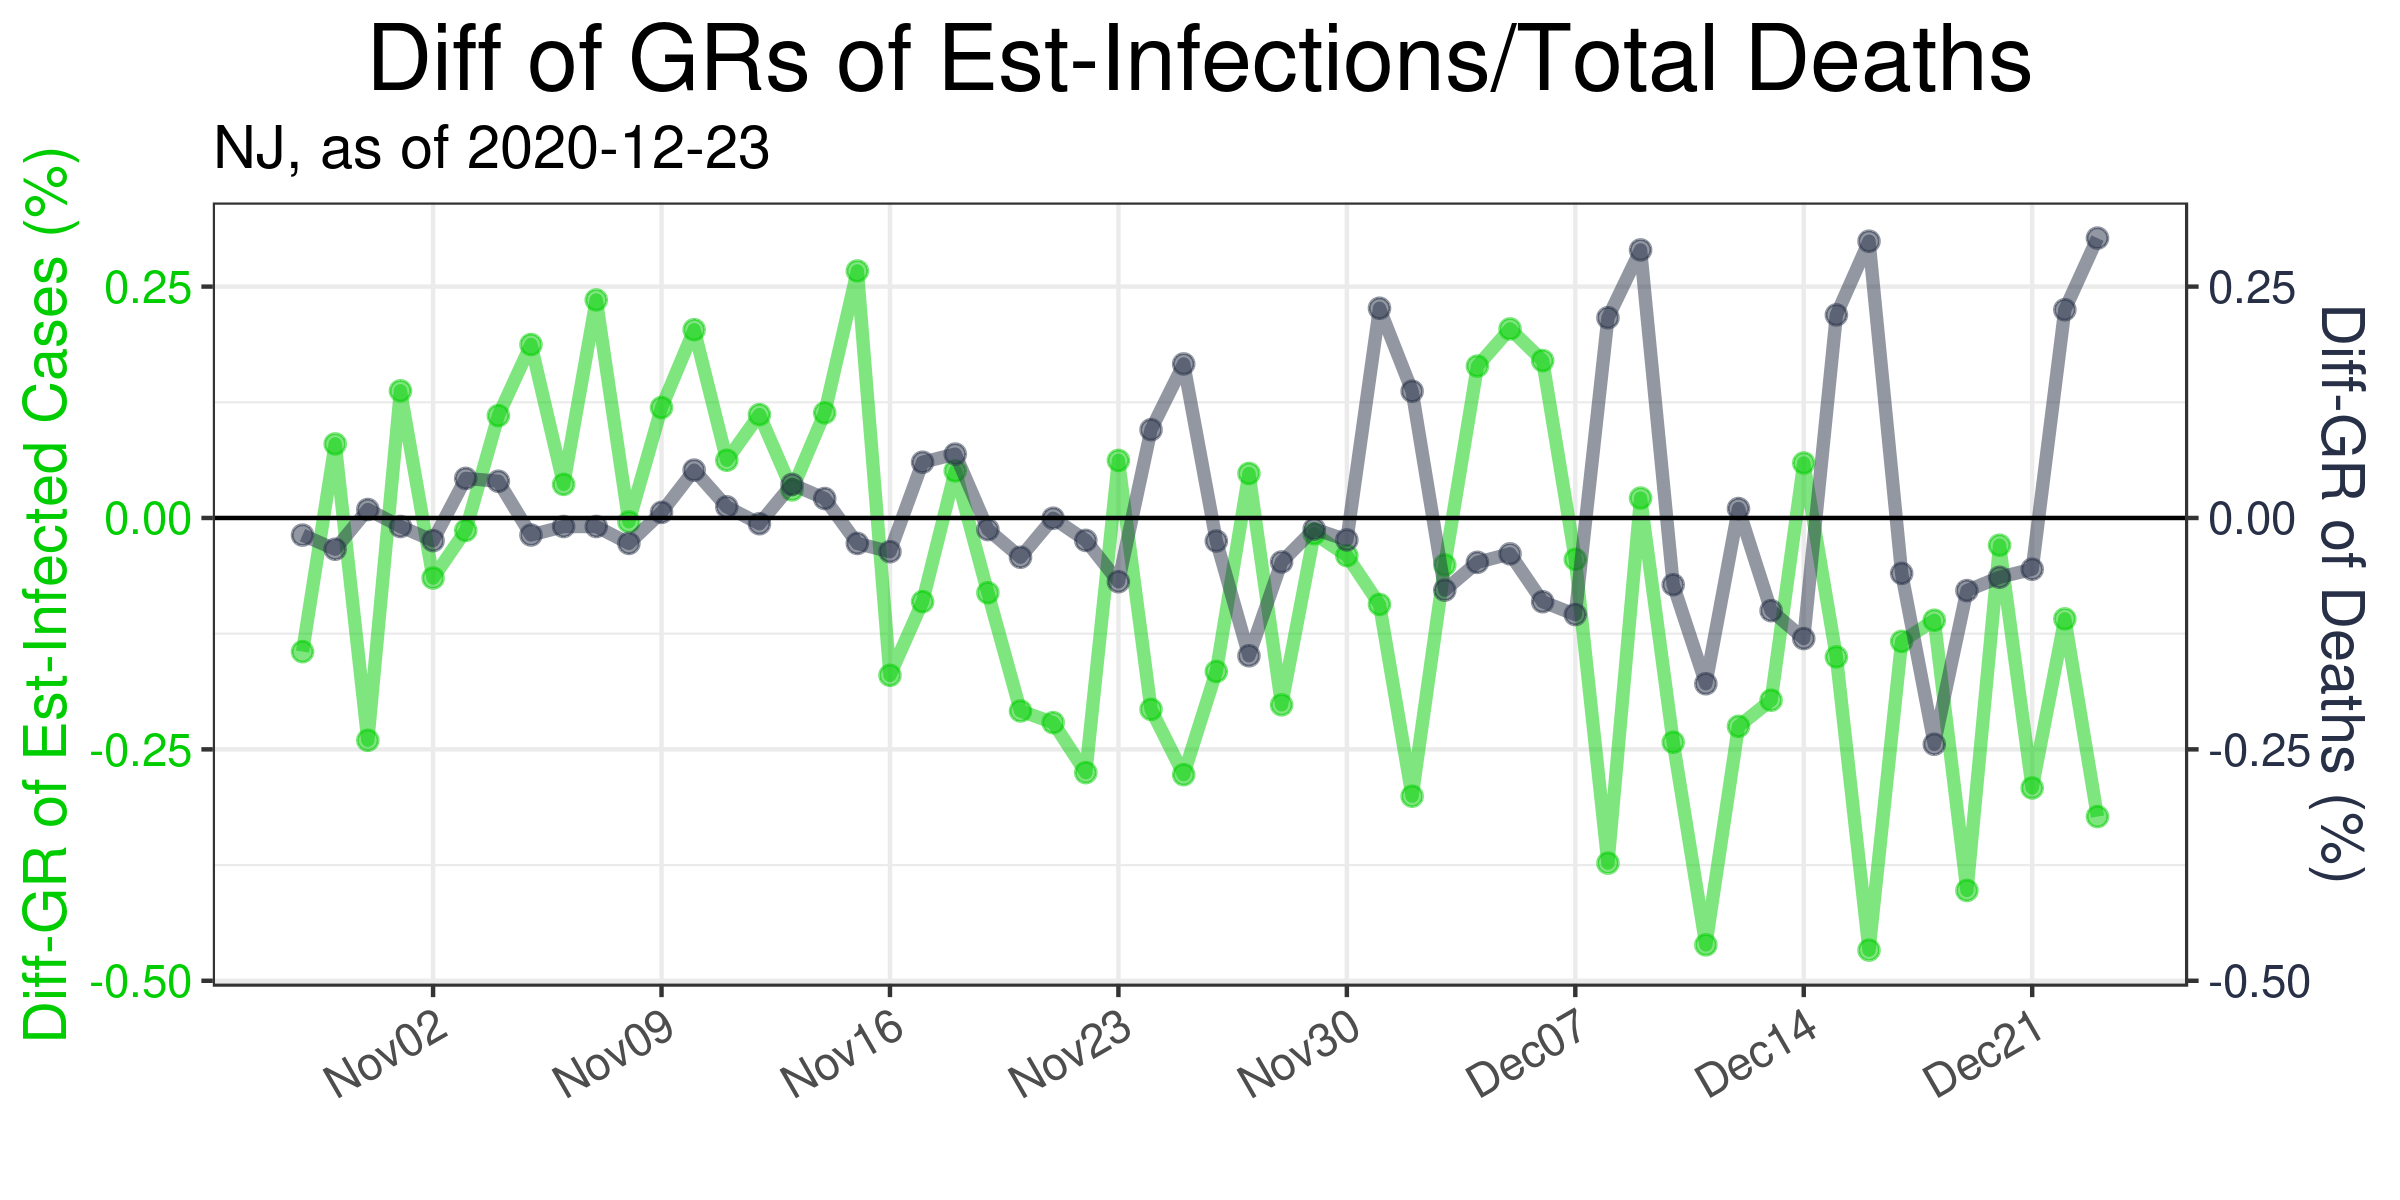 Diff of GRs of Est-Infections/Total Deaths
NJ, as of 2020-12-23
Diff-GR of Est-Infected Cases (%)
0.25
0.00
-0.25
-0.50
0.25
0.00
-0.25
-0.50
Diff-GR of Deaths (%)
Nov02
Nov09
Nov16
Nov23
Nov30
Dec07
Dec14
Dec21